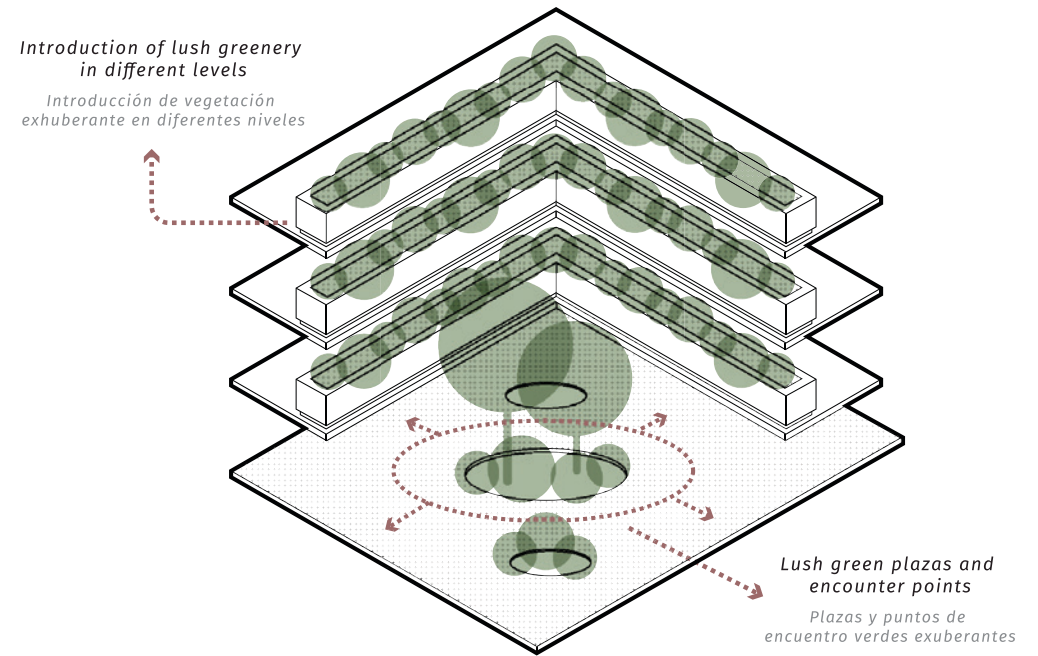 Introduction of lush greenery
in different levels
Introducción de vegetación
exhuberante en diferentes niveles
Lush green plazas and
encounter points
Plazas y puntos de
encuentro verdes exuberantes